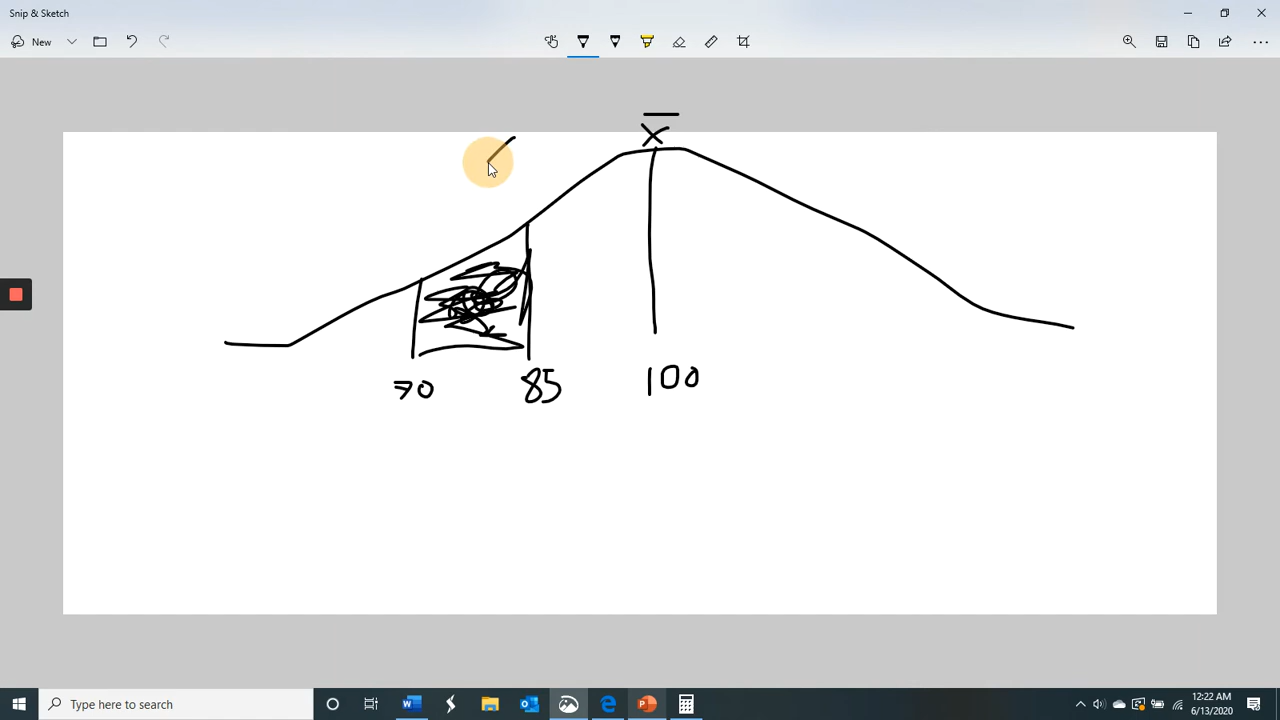 Snip & Sketch
New
x̅
70 85 100
Type here to search
12:22 AM
6/13/2020